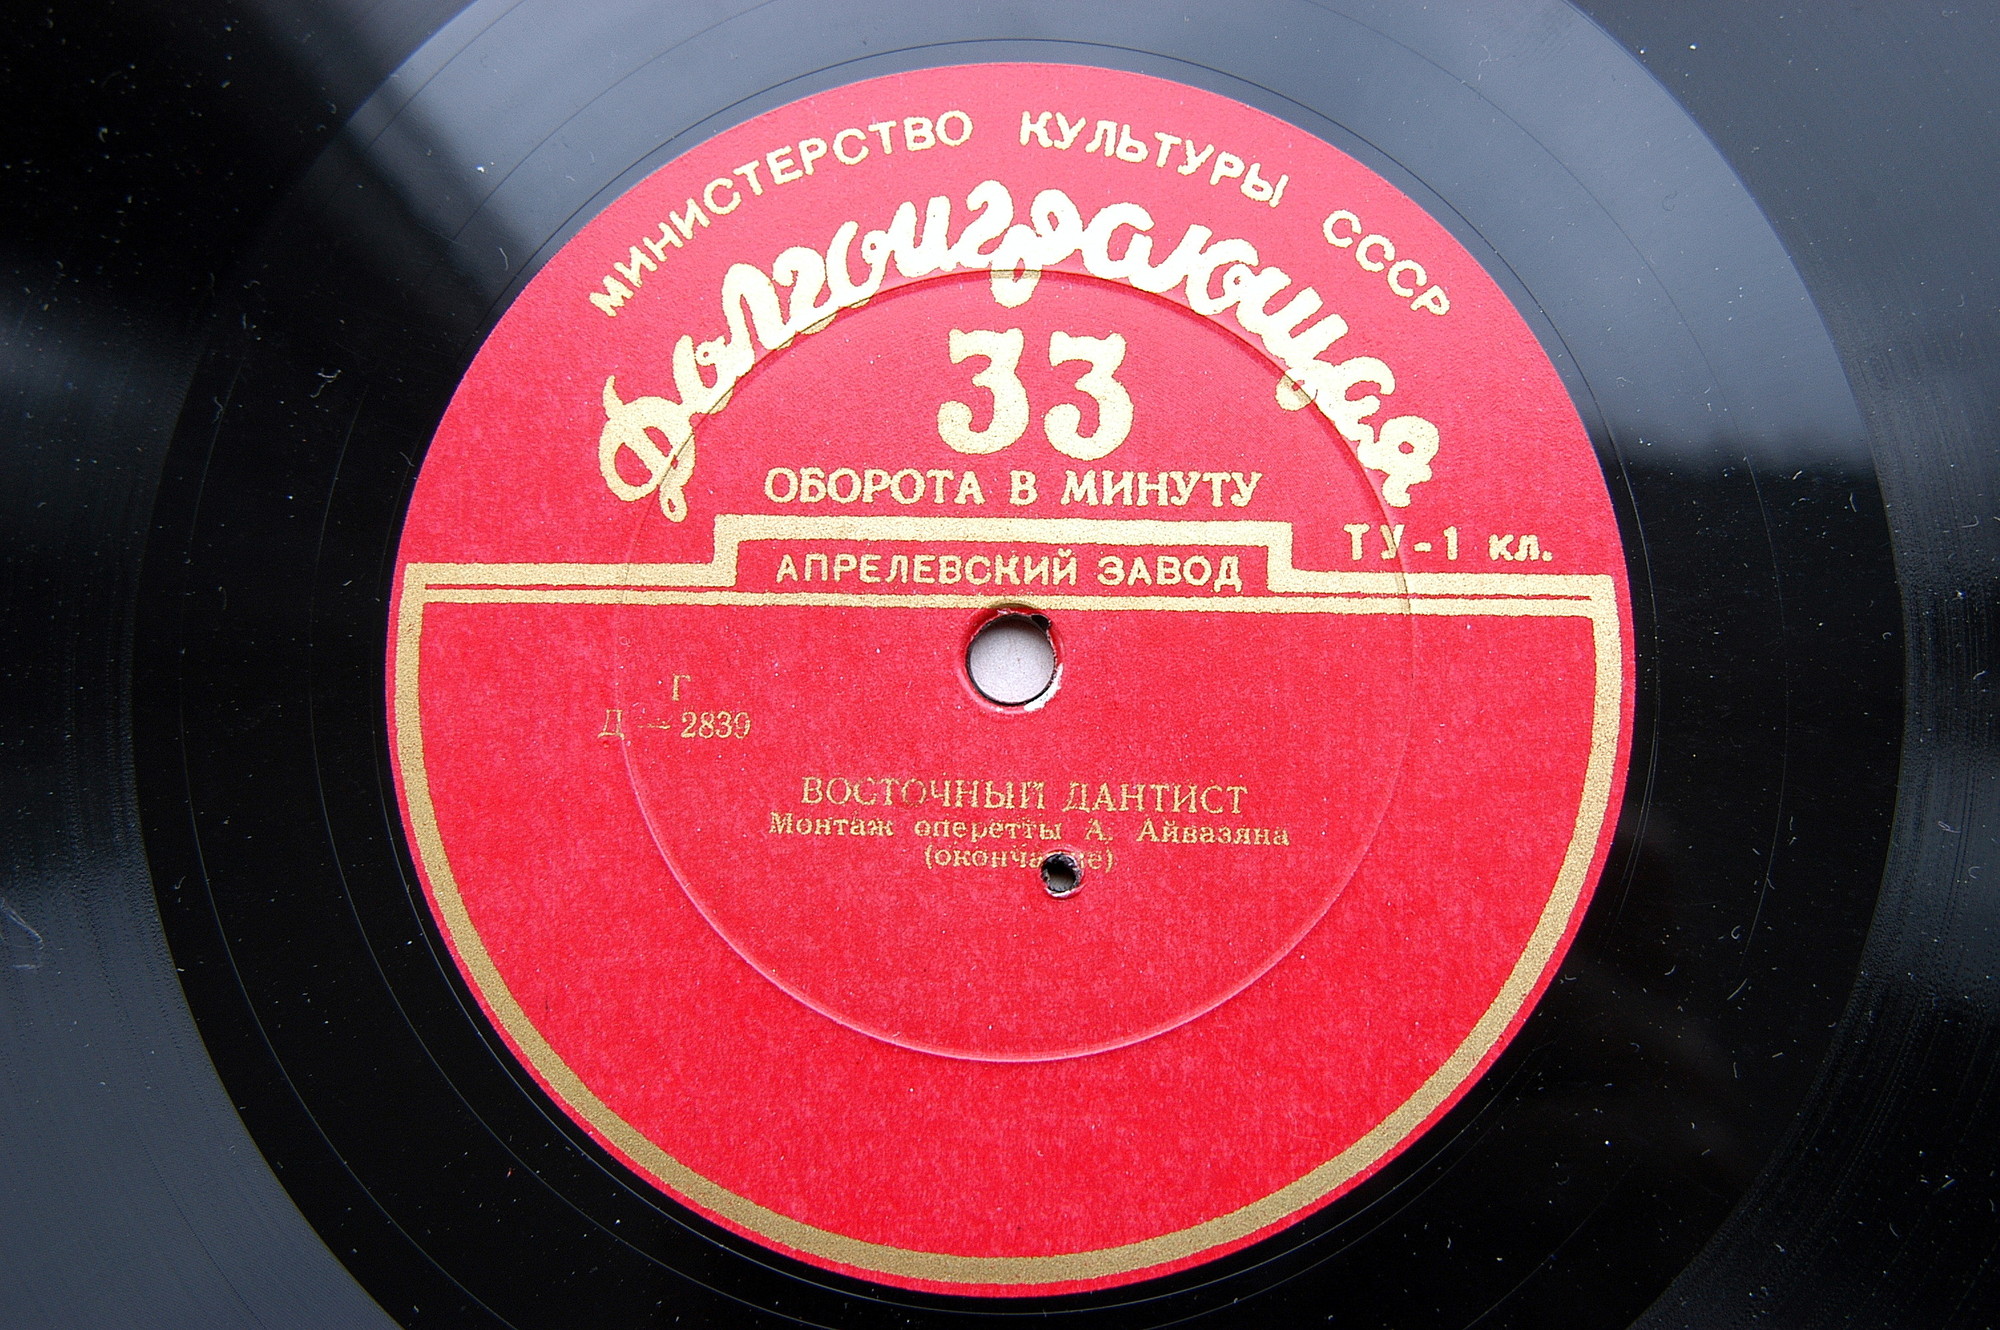 МИНИСТЕРСТВО КУЛЬТУРЫ СССР
Долгоиграющая
33
ОБОРОТА В МИНУТУ
ТУ-1 кл.
АПРЕЛЕВСКИЙ ЗАВОД
Г
Д — 2839
ВОСТОЧНЫЙ ДАНТИСТ
Монтаж оперетты А. Айвазяна